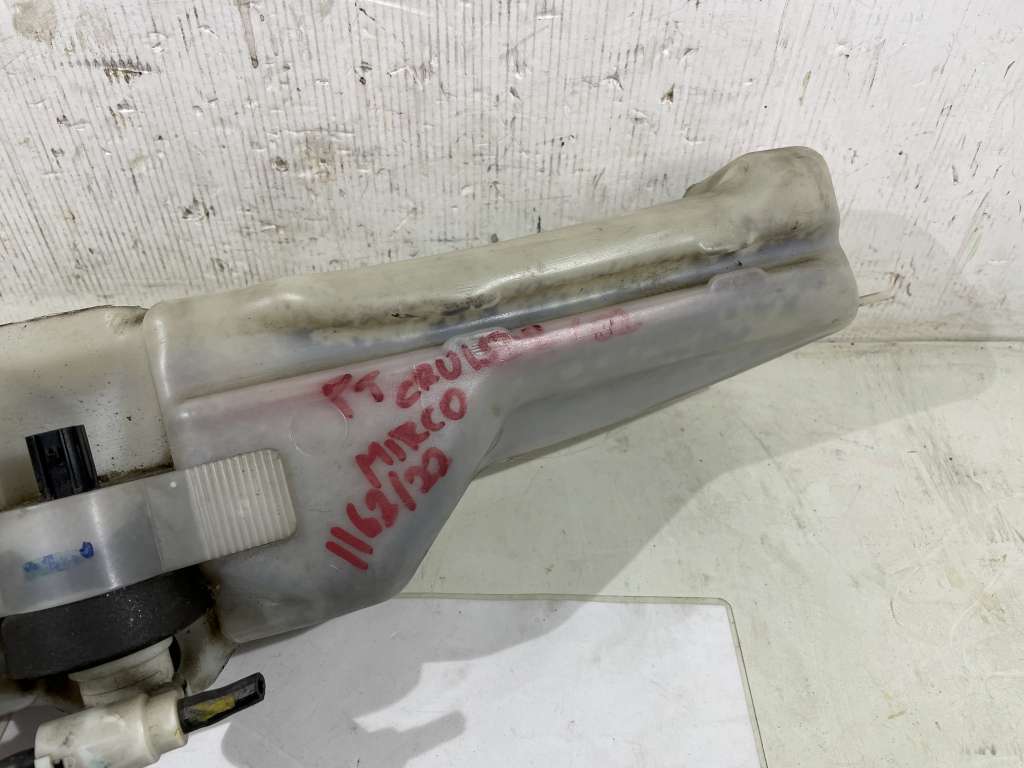 PT CRUISER
MIRCO
1162/20